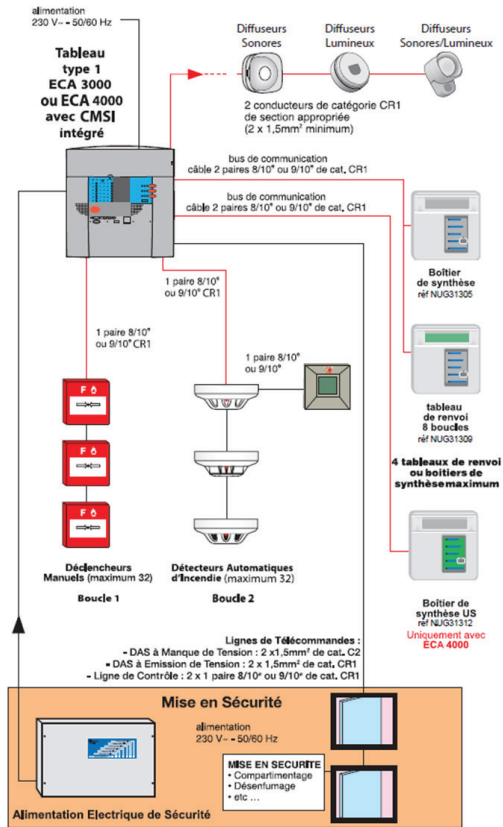 alimentation
230 V~ - 50/60 Hz
Tableau
type 1
ECA 3000
ou ECA 4000
avec CMSI
intégré
Diffuseurs
Sonores
Diffuseurs
Lumineux
Diffuseurs
Sonores/Lumineux
2 conducteurs de catégorie CR1
de section appropriée
(2 x 1,5mm² minimum)
bus de communication
câble 2 paires 8/10° ou 9/10° de cat. CR1
bus de communication
câble 2 paires 8/10° ou 9/10° de cat. CR1
Boîtier
de synthèse
réf NUG31305
1 paire 8/10°
ou 9/10° CR1
1 paire 8/10°
ou 9/10° CR1
1 paire 8/10°
ou 9/10°
tableau
de renvoi
8 boucles
réf NUG31309
4 tableaux de renvoi
ou boîtiers de
synthèse maximum
F
F
F
Déclencheurs
Manuels (maximum 32)
Boucle 1
Détecteurs Automatiques
d'Incendie (maximum 32)
Boucle 2
Boîtier de
synthèse US
réf NUG31312
Uniquement avec
ECA 4000
Lignes de Télécommandes :
- DAS à Manque de Tension : 2 x1,5mm² de cat. C2
- DAS à Emission de Tension : 2 x 1,5mm² de cat. CR1
- Ligne de Contrôle : 2 x 1 paire 8/10° ou 9/10° de cat. CR1
Mise en Sécurité
alimentation
230 V~ - 50/60 Hz
MISE EN SECURITE
• Compartimentage
• Désenfumage
• etc ...
Alimentation Electrique de Sécurité